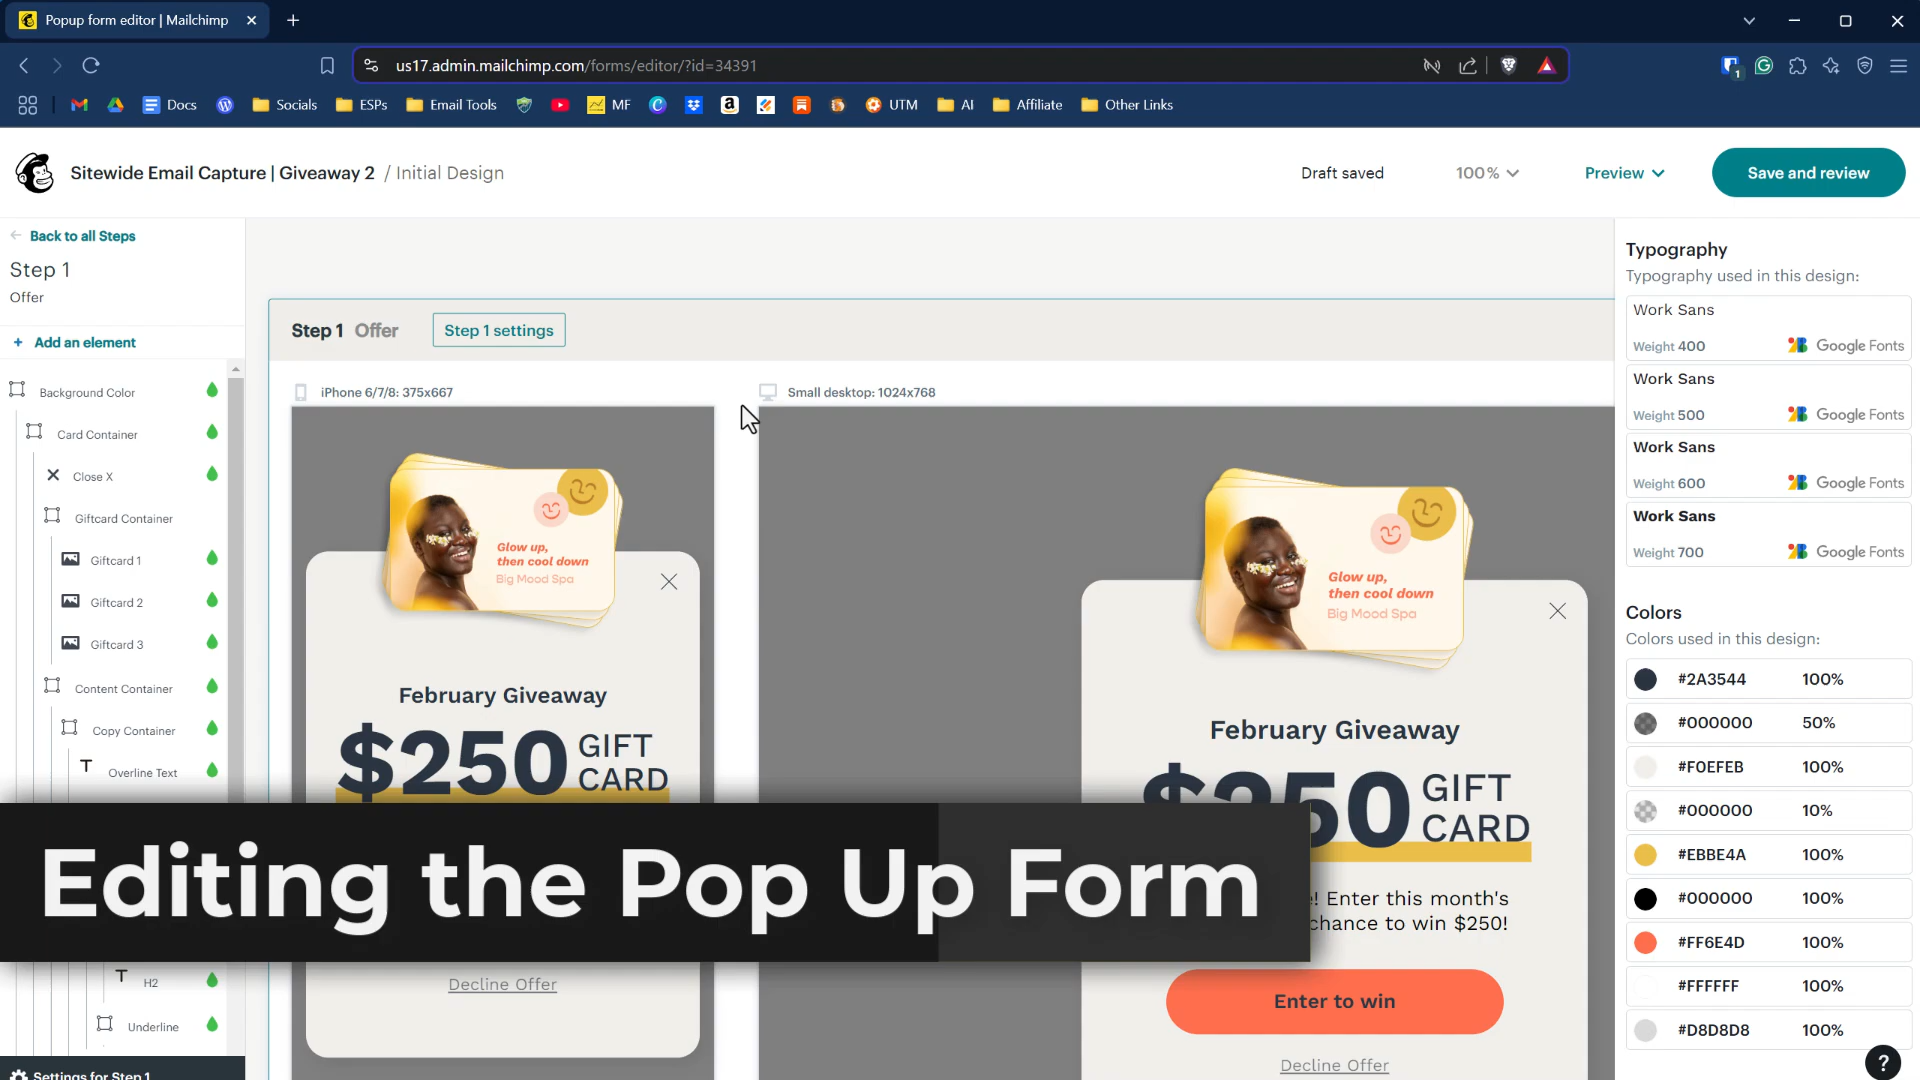 Popup form editor | Mailchimp
us17.admin.mailchimp.com/forms/editor/?id=34391
1
Docs
Socials
ESPs
Email Tools
MF
UTM
AI
Affiliate
Other Links
Sitewide Email Capture | Giveaway 2 / Initial Design
Draft saved
100%
Preview
Save and review
Back to all Steps
Step 1
Offer
+ Add an element
Background Color
Card Container
Close X
Giftcard Container
Giftcard 1
Giftcard 2
Giftcard 3
Content Container
Copy Container
Overline Text
H2
Underline
Settings for Step 1
Step 1 Offer
Step 1 settings
iPhone 6/7/8: 375x667
Glow up,
then cool down
Big Mood Spa
February Giveaway
$250 GIFT
CARD
Decline Offer
Small desktop: 1024x768
Glow up,
then cool down
Big Mood Spa
February Giveaway
$250 GIFT
CARD
! Enter this month's
chance to win $250!
Enter to win
Decline Offer
Editing the Pop Up Form
Typography
Typography used in this design:
Work Sans
Weight 400
Google Fonts
Work Sans
Weight 500
Google Fonts
Work Sans
Weight 600
Google Fonts
Work Sans
Weight 700
Google Fonts
Colors
Colors used in this design:
#2A3544 100%
#000000 50%
#F0EFEB 100%
#000000 10%
#EBBE4A 100%
#000000 100%
#FF6E4D 100%
#FFFFFF 100%
#D8D8D8 100%
?